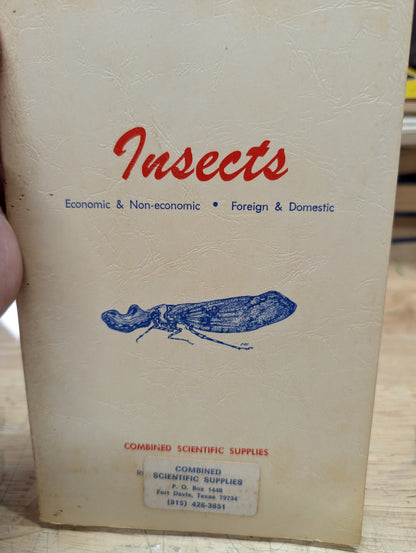 Insects
Economic & Non-economic • Foreign & Domestic
COMBINED SCIENTIFIC SUPPLIES
COMBINED
SCIENTIFIC SUPPLIES
P. O. Box 1446
Fort Davis, Texas 79734
(915) 426-3851